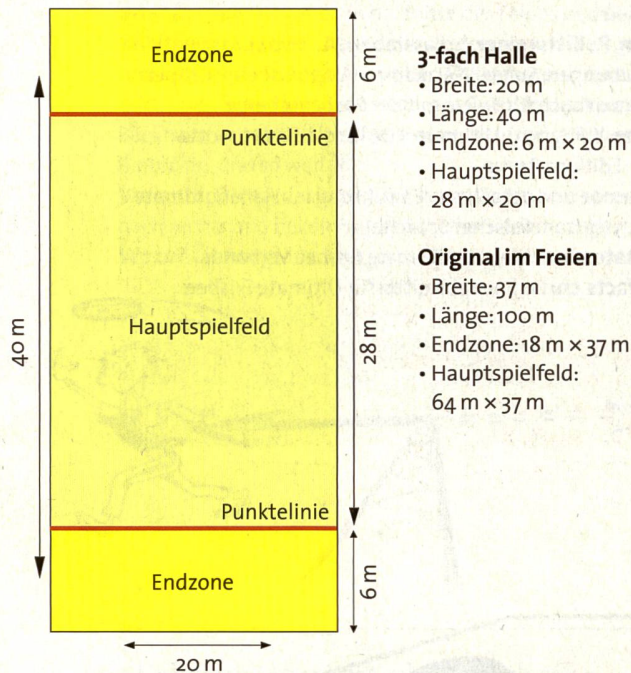 Endzone
6 m
Punktelinie
40 m
Hauptspielfeld
28 m
Punktelinie
Endzone
6 m
20 m
3-fach Halle
• Breite: 20 m
• Länge: 40 m
• Endzone: 6 m × 20 m
• Hauptspielfeld:
28 m × 20 m
Original im Freien
• Breite: 37 m
• Länge: 100 m
• Endzone: 18 m × 37 m
• Hauptspielfeld:
64 m × 37 m